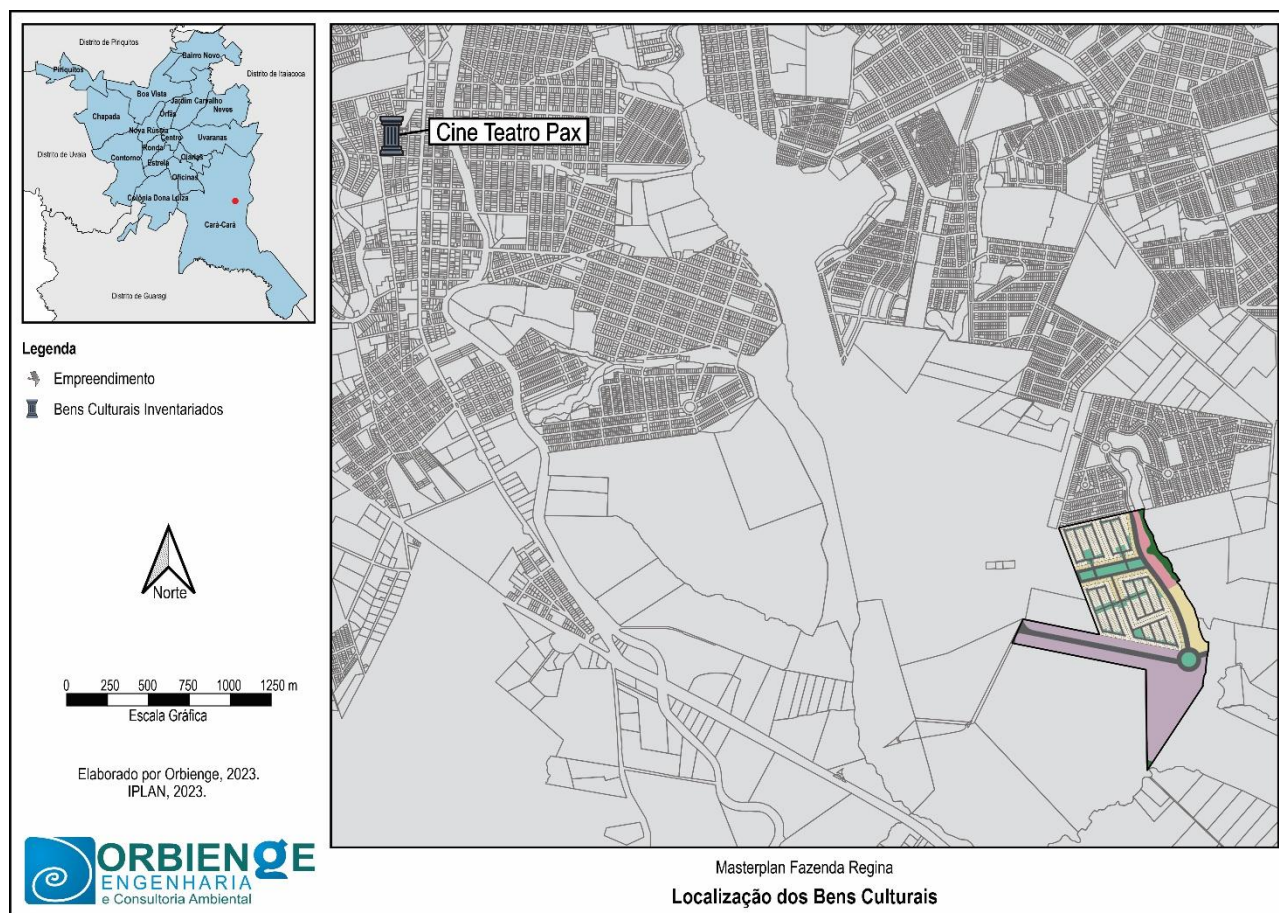 Distrito de Piriquitos
Bairro Novo
Distrito de Itaiacoca
Piriquitos
Boa Vista
Jardim Carvalho
Neves
Chapada
Órfãs
Nova Rússia
Centro
Uvaranas
Ronda
Distrito de Uvaia
Contorno
Estrela
Olarias
Oficinas
Colônia Dona Luiza
Cará-Cará
Distrito de Guaragi
Cine Teatro Pax
Legenda
Empreendimento
Bens Culturais Inventariados
Norte
0 250 500 750 1000 1250 m
Escala Gráfica
Elaborado por Orbienge, 2023.
IPLAN, 2023.
ORBIENGE
ENGENHARIA
e Consultoria Ambiental
Masterplan Fazenda Regina
Localização dos Bens Culturais